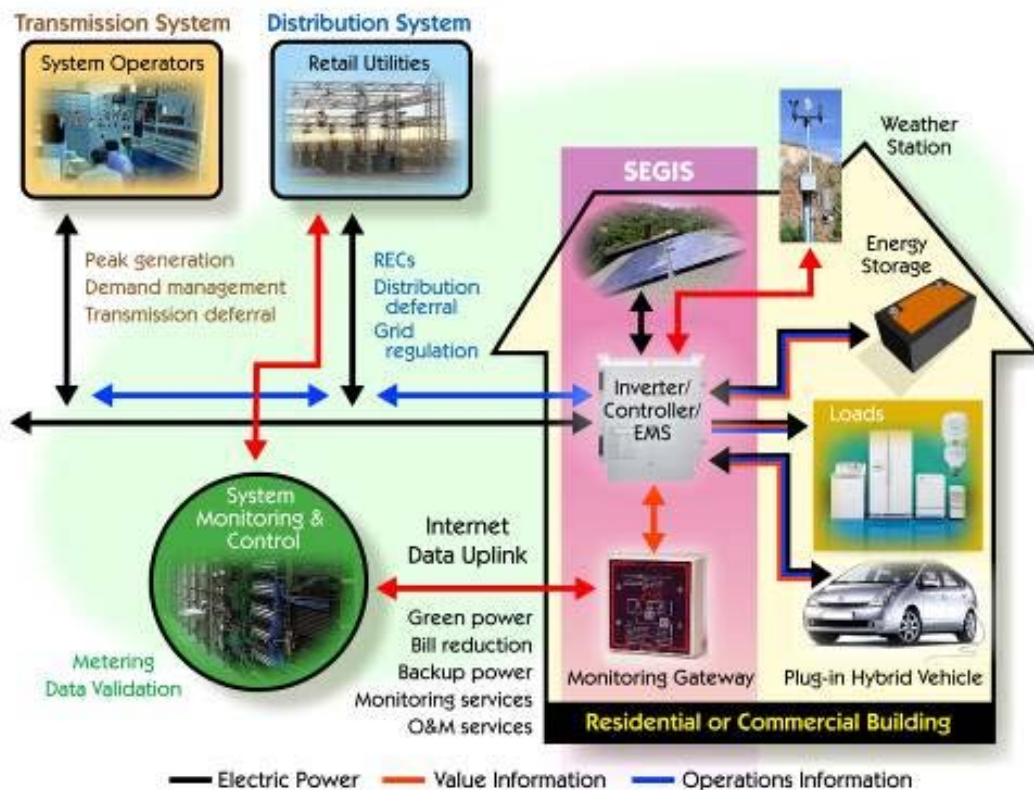 Transmission System
Distribution System
System Operators
Retail Utilities
Weather
Station
SEGIS
Energy
Storage
Peak generation
Demand management
Transmission deferral
RECs
Distribution
deferral
Grid
regulation
Inverter/
Controller/
EMS
Loads
System
Monitoring &
Control
Internet
Data Uplink
Green power
Bill reduction
Backup power
Monitoring services
O&M services
Metering
Data Validation
Monitoring Gateway
Plug-in Hybrid Vehicle
Residential or Commercial Building
Electric Power
Value Information
Operations Information